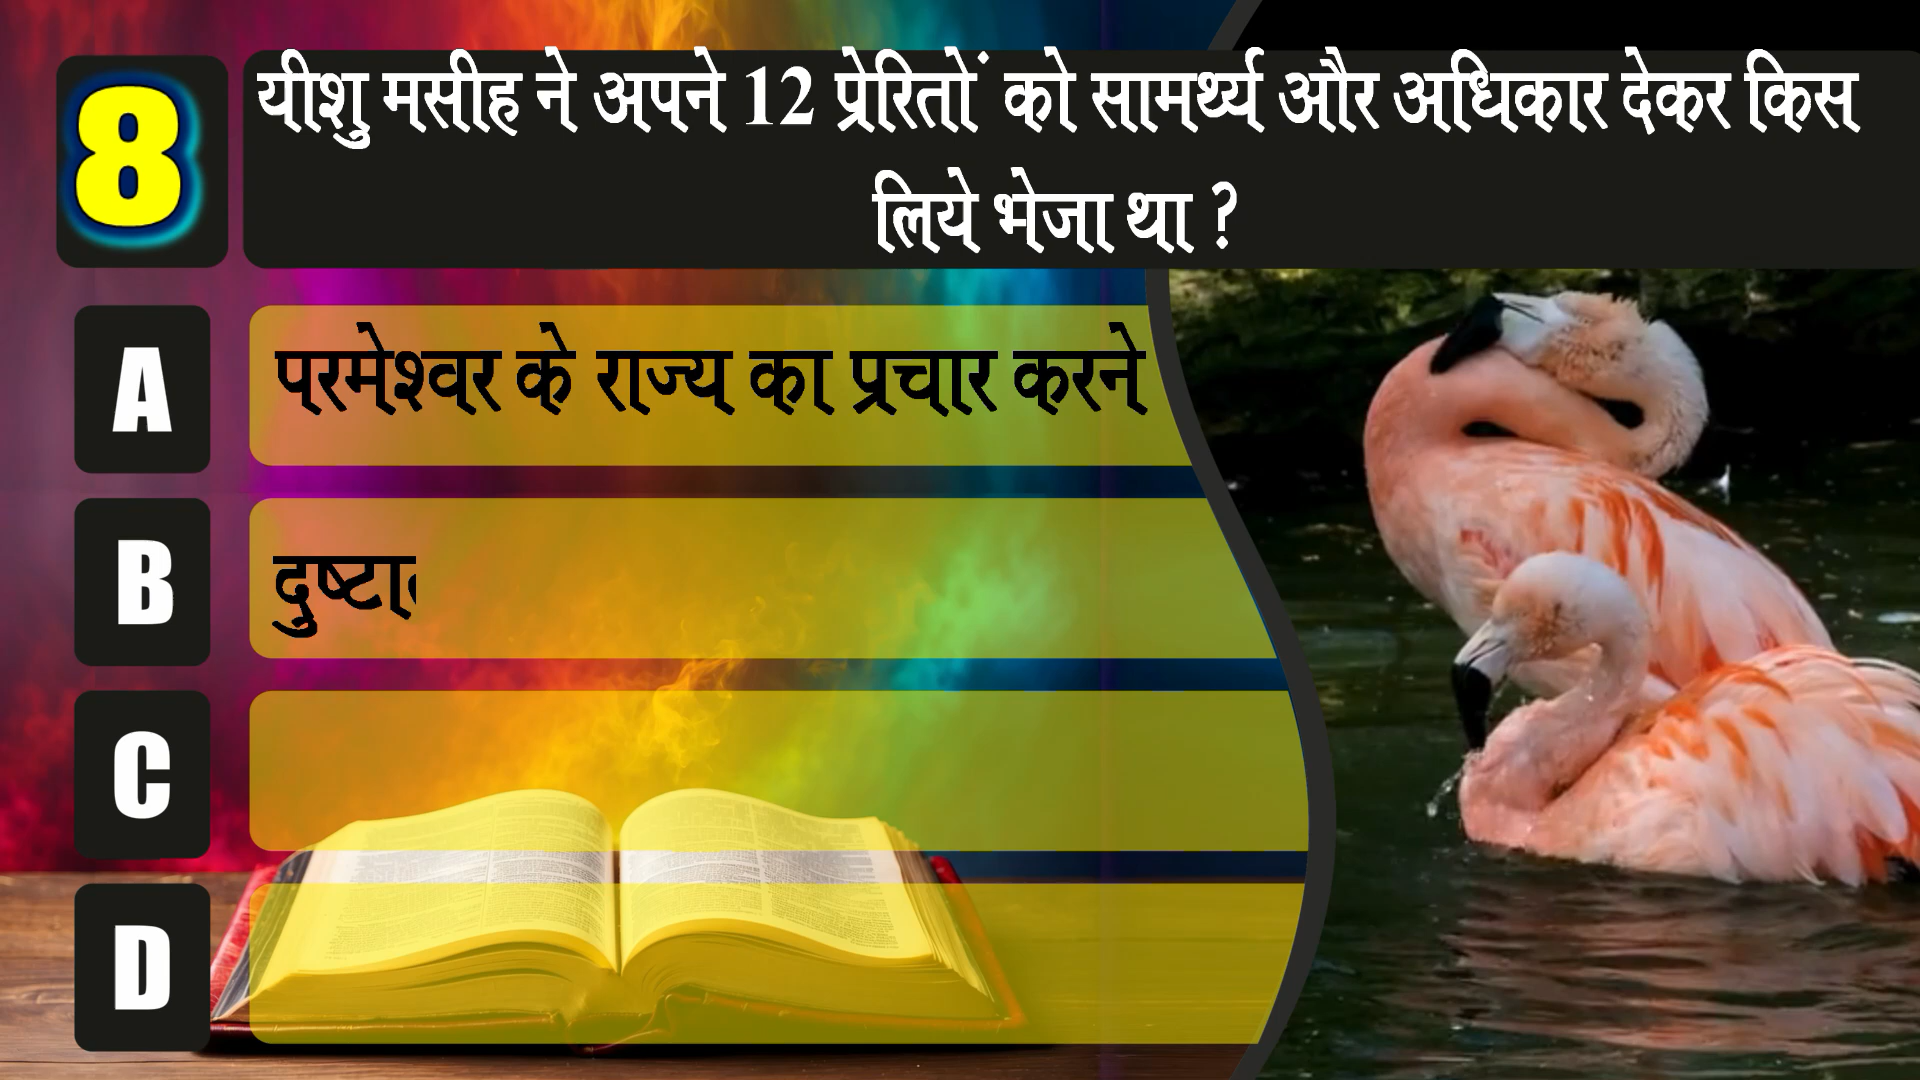 8
यीशु मसीह ने अपने 12 प्रेरितों को सामर्थ्य और अधिकार देकर किस
लिये भेजा था ?
A
परमेश्वर के राज्य का प्रचार करने
B
C
D